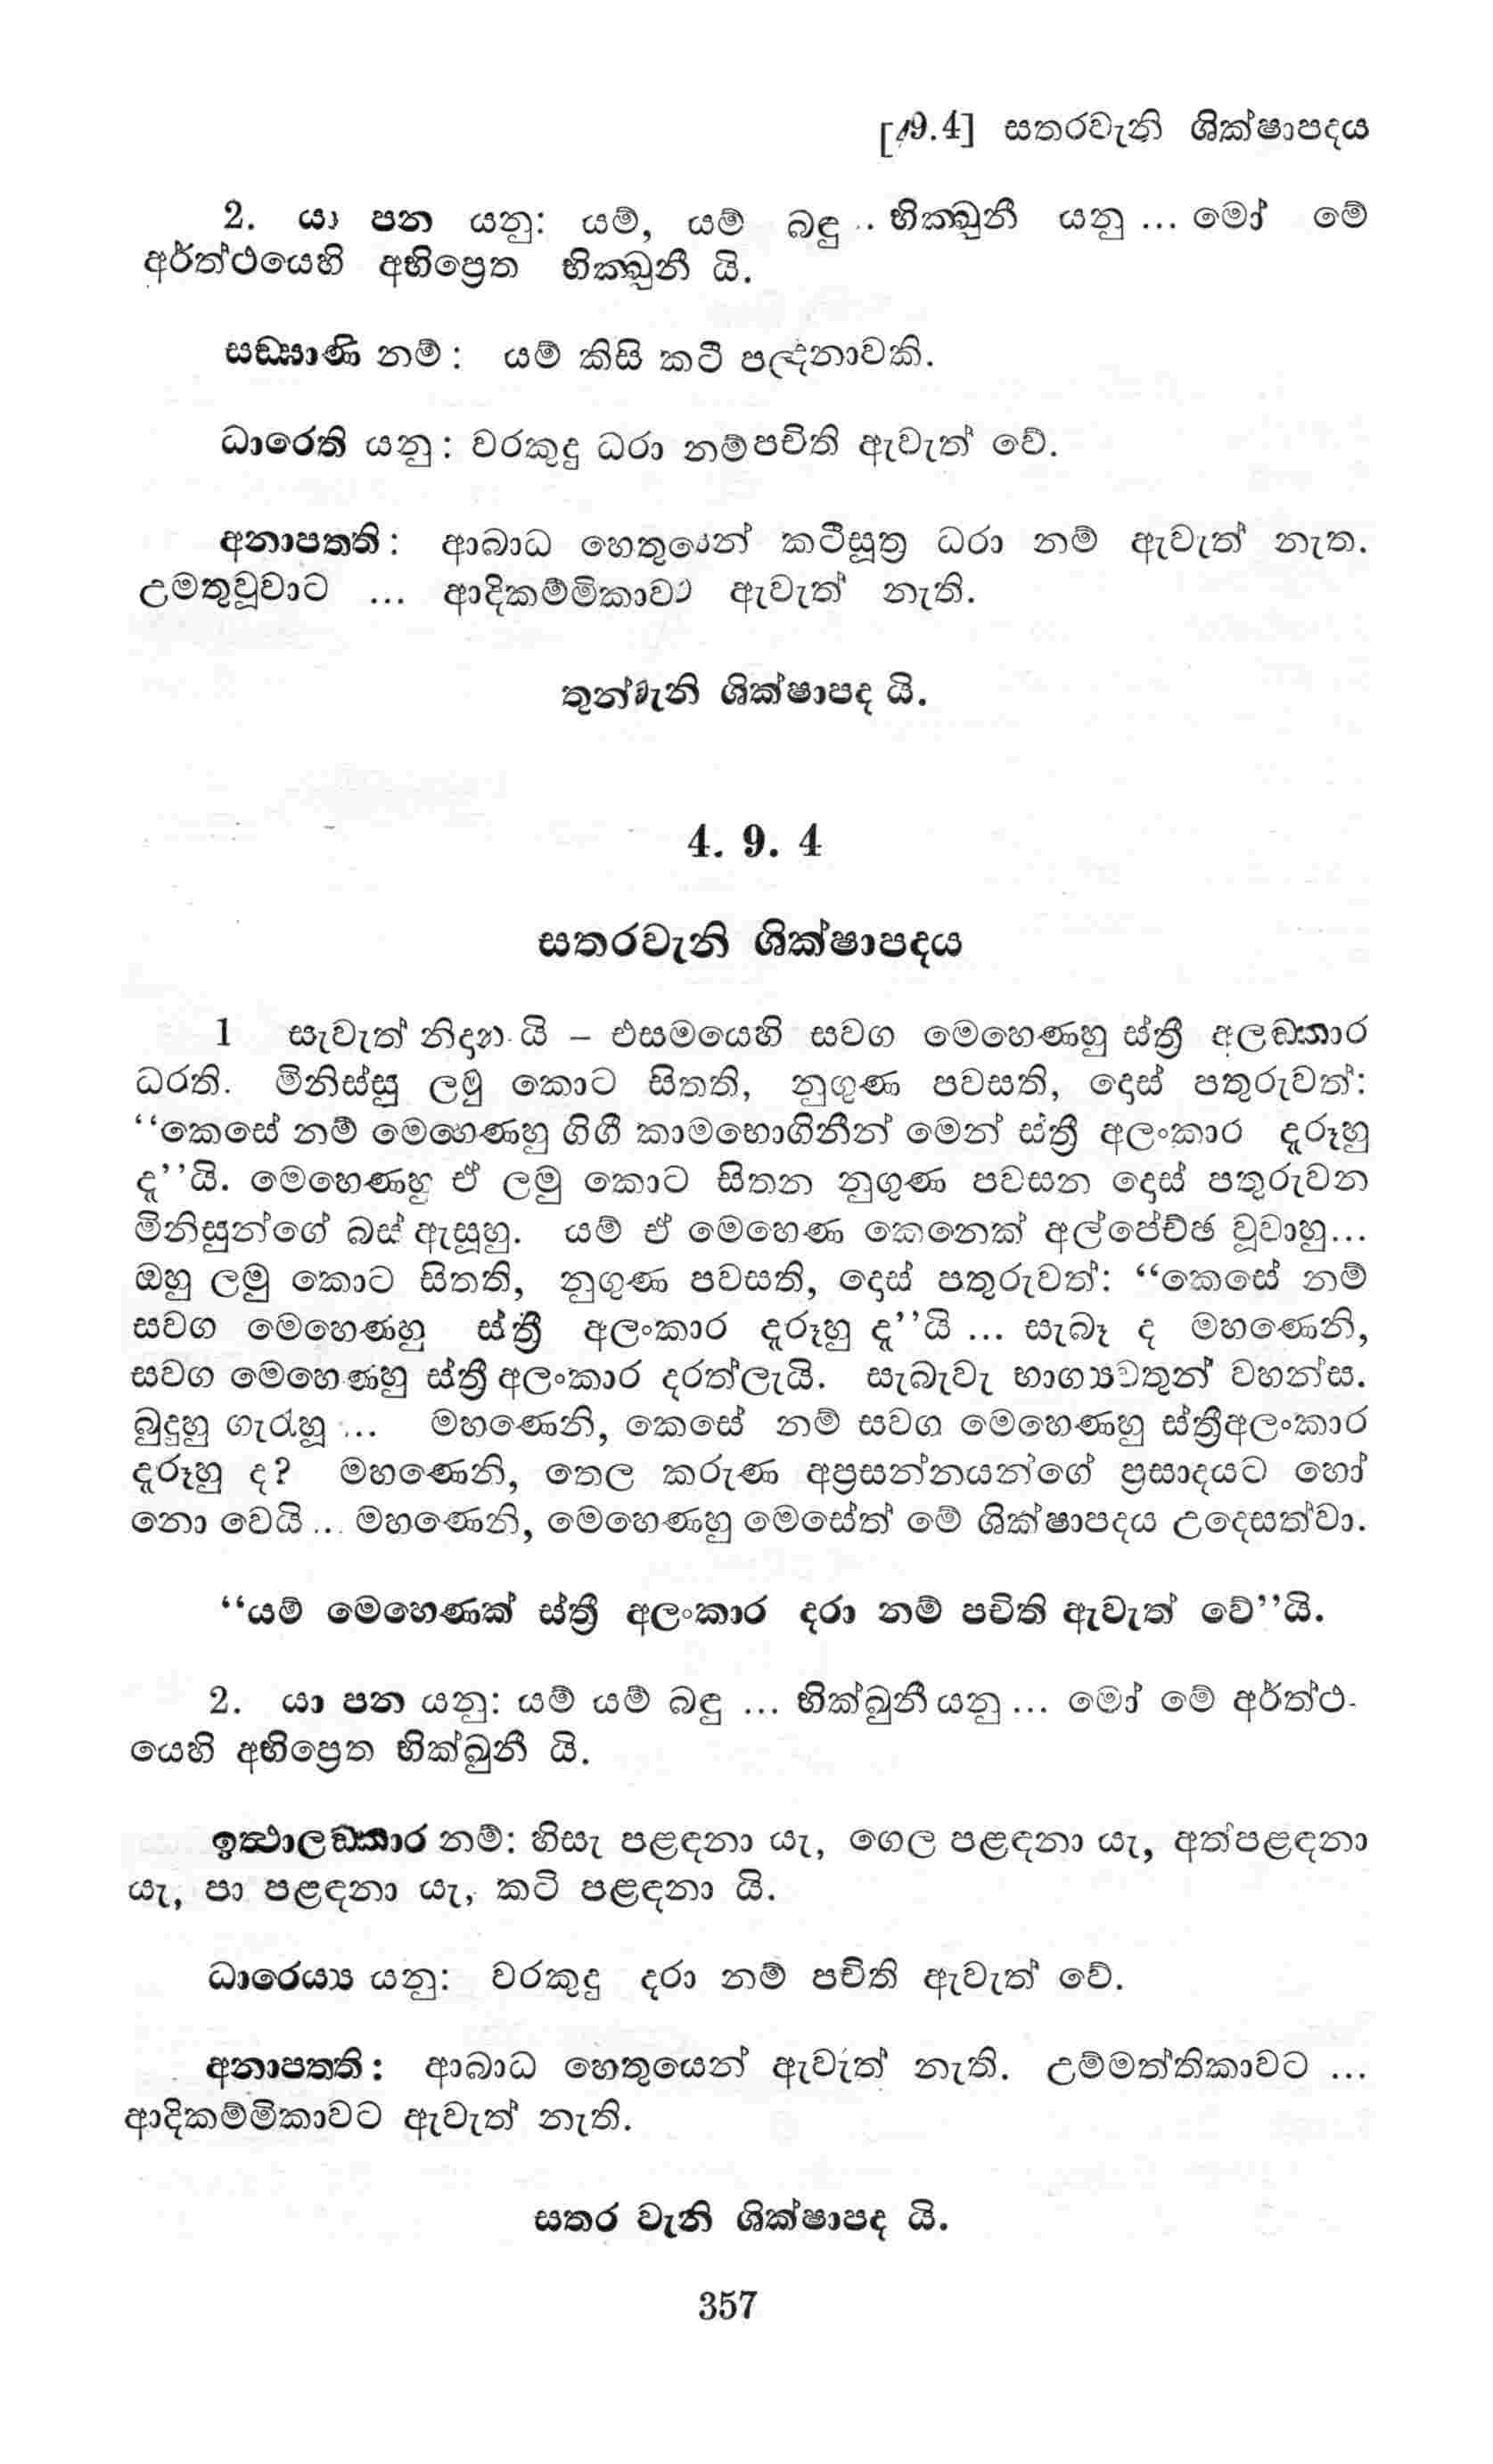 [4.9.4] සතරවැනි ශික්ෂාපදය
2. යා පන යනු: යම්, යම් බඳු ... භික්ඛුනී යනු ... මෝ මේ
අර්ත්ථයෙහි අභිප්‍රෙත භික්ඛුනී යි.
සඞ්ඝාණි නම්: යම් කිසි කටී පලඳනාවකි.
ධාරෙති යනු: වරකුදු ධරා නම් පචිති ඇවැත් වේ.
අනාපත්ති: ආබාධ හෙතුයෙන් කටීසූත්‍ර ධරා නම් ඇවැත් නැත.
උමතුවූවාට ... ආදිකම්මිකාවට ඇවැත් නැති.
තුන්වැනි ශික්ෂාපද යි.
4. 9. 4
සතරවැනි ශික්ෂාපදය
1 සැවැත් නිදාන යි – එසමයෙහි සවග මෙහෙණහු ස්ත්‍රී අලඞ්කාර
ධරති. මිනිස්සු ලමු කොට සිතති, නුගුණ පවසති, දොස් පතුරුවත්:
“කෙසේ නම් මෙහෙණහු ගිගී කාමභොගිනීන් මෙන් ස්ත්‍රී අලංකාර දැරූහු
දැ”යි. මෙහෙණහු ඒ ලමු කොට සිතන නුගුණ පවසන දොස් පතුරුවන
මිනිසුන්ගේ බස් ඇසූහු. යම් ඒ මෙහෙණ කෙනෙක් අල්පේච්ඡ වූවාහු...
ඔහු ලමු කොට සිතති, නුගුණ පවසති, දොස් පතුරුවත්: “කෙසේ නම්
සවග මෙහෙණහු ස්ත්‍රී අලංකාර දැරූහු දැ”යි ... සැබෑ ද මහණෙනි,
සවග මෙහෙණහු ස්ත්‍රී අලංකාර දරත්ලැයි. සැබැවැ භාග්‍යවතුන් වහන්ස.
බුදුහු ගැරැහූ ... මහණෙනි, කෙසේ නම් සවග මෙහෙණහු ස්ත්‍රීඅලංකාර
දැරූහු ද? මහණෙනි, තෙල කරුණ අප්‍රසන්නයන්ගේ ප්‍රසාදයට හෝ
නො වෙයි ... මහණෙනි, මෙහෙණහු මෙසේත් මේ ශික්ෂාපදය උදෙසත්වා.
“යම් මෙහෙණක් ස්ත්‍රී අලංකාර දරා නම් පචිති ඇවැත් වේ”යි.
2. යා පන යනු: යම් යම් බඳු ... භික්ඛුනී යනු ... මෝ මේ අර්ත්ථ-
යෙහි අභිප්‍රෙත භික්ඛුනී යි.
ඉත්ථාලඞ්කාර නම්: හිසැ පළඳනා යැ, ගෙල පළඳනා යැ, අත්පළඳනා
යැ, පා පළඳනා යැ, කටි පළඳනා යි.
ධාරෙය්‍ය යනු: වරකුදු දරා නම් පචිති ඇවැත් වේ.
අනාපත්ති: ආබාධ හෙතුයෙන් ඇවැත් නැති. උම්මත්තිකාවට ...
ආදිකම්මිකාවට ඇවැත් නැති.
සතර වැනි ශික්ෂාපද යි.
357